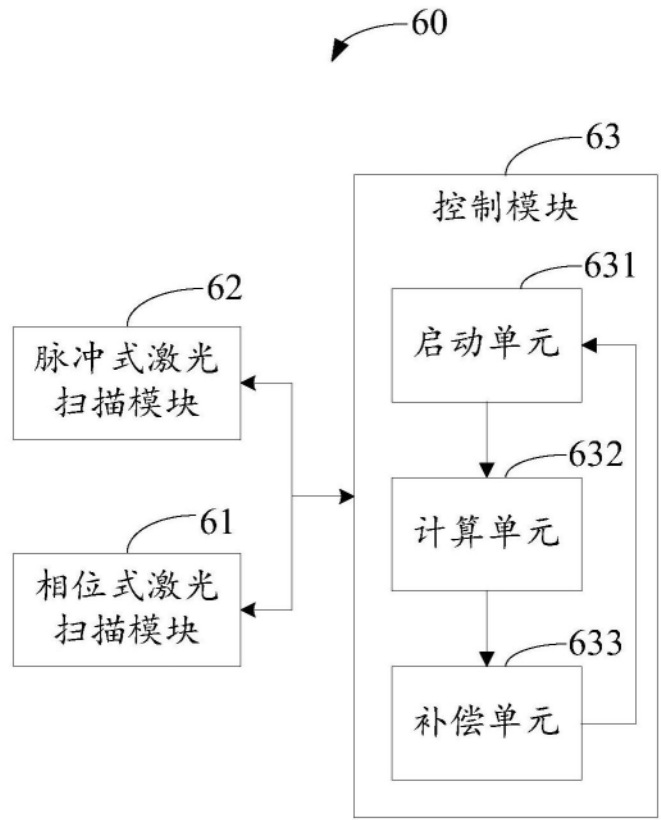 60
63
控制模块
631
启动单元
62
脉冲式激光
扫描模块
632
计算单元
61
相位式激光
扫描模块
633
补偿单元